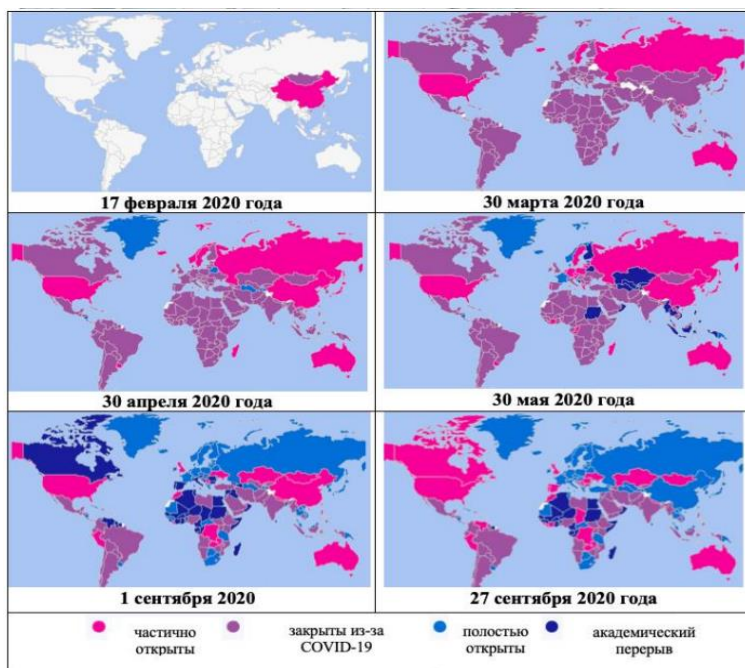 17 февраля 2020 года
30 марта 2020 года
30 апреля 2020 года
30 мая 2020 года
1 сентября 2020
27 сентября 2020 года
частично открыты
закрыты из-за COVID-19
полостью открыты
академический перерыв